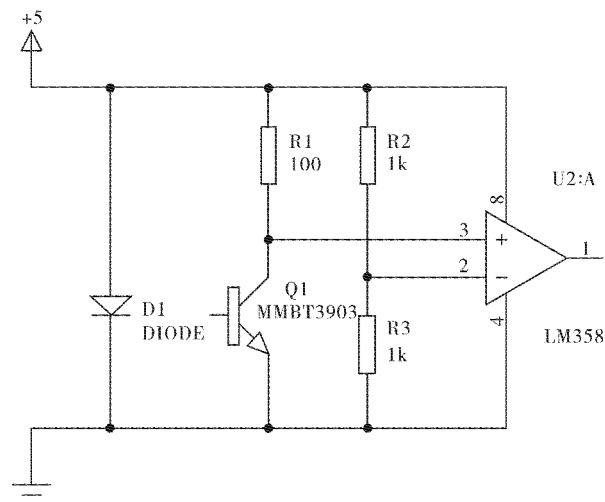 +5
R1
100
R2
1k
U2:A
8
3
+
1
2
−
Q1
MMBT3903
D1
DIODE
R3
1k
4
LM358